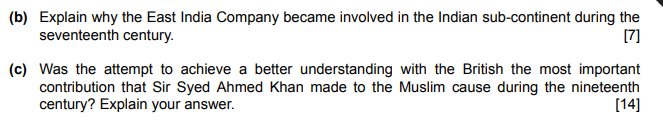 (b) Explain why the East India Company became involved in the Indian sub-continent during the
seventeenth century. [7]
(c) Was the attempt to achieve a better understanding with the British the most important
contribution that Sir Syed Ahmed Khan made to the Muslim cause during the nineteenth
century? Explain your answer. [14]